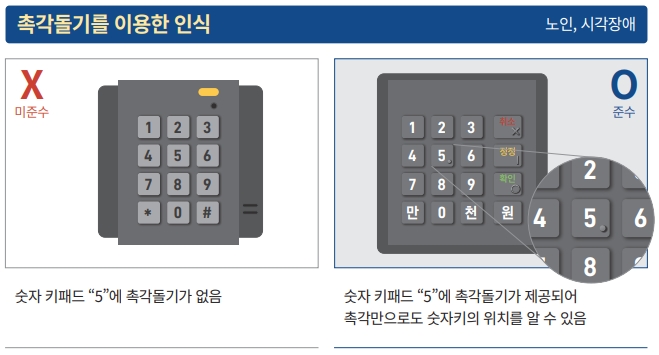 촉각돌기를 이용한 인식
노인, 시각장애
X
미준수
1 2 3
4 5 6
7 8 9
* 0 #
O
준수
1 2 3 취소
4 5 6 정정
7 8 9 확인
만 0 천 원
2
4 5 6
8
숫자 키패드 “5”에 촉각돌기가 없음
숫자 키패드 “5”에 촉각돌기가 제공되어
촉각만으로도 숫자키의 위치를 알 수 있음